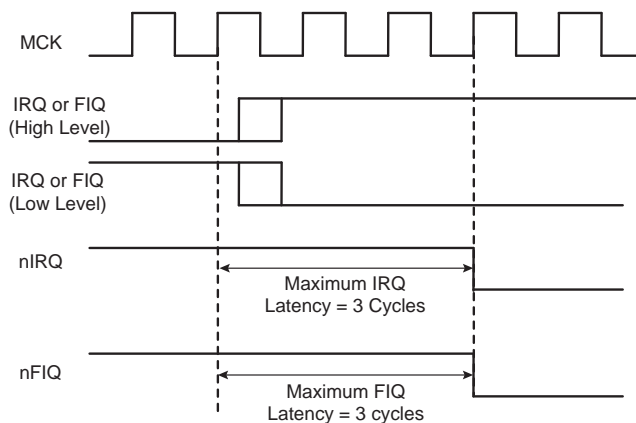 MCK
IRQ or FIQ
(High Level)
IRQ or FIQ
(Low Level)
nIRQ
Maximum IRQ
Latency = 3 Cycles
nFIQ
Maximum FIQ
Latency = 3 cycles